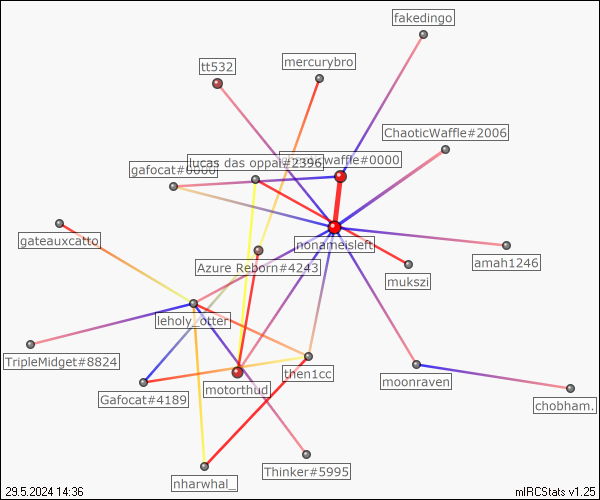 fakedingo
tt532
mercurybro
ChaoticWaffle#2006
waffle#0000
lucas das oppai#2396
gafocat#0000
gateauxcatto
nonameisleft
amah1246
Azure Reborn#4243
mukszi
leholy_otter
TripleMidget#8824
then1cc
moonraven
motorthud
Gafocat#4189
chobham.
Thinker#5995
nharwhal_
29.5.2024 14:36
mIRCStats v1.25